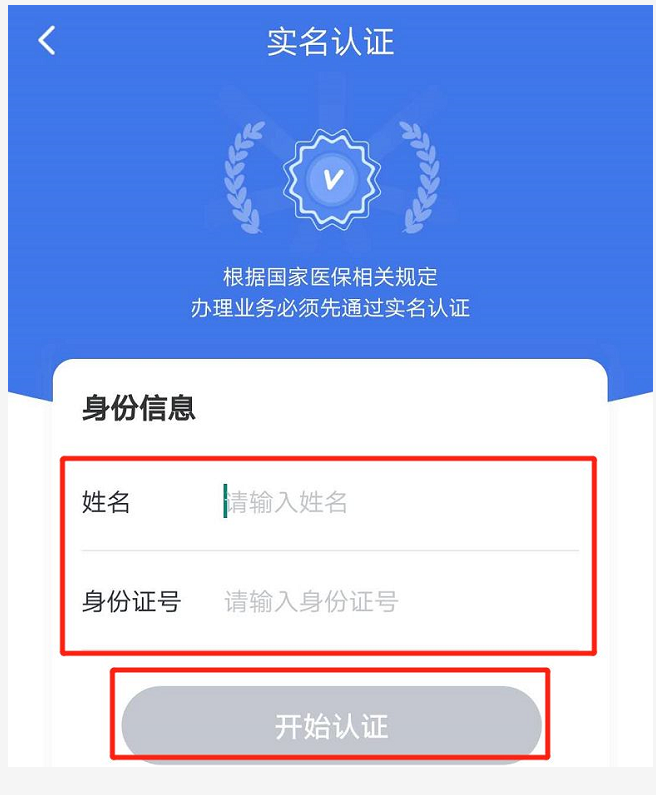 实名认证
根据国家医保相关规定
办理业务必须先通过实名认证
身份信息
姓名 请输入姓名
身份证号 请输入身份证号
开始认证